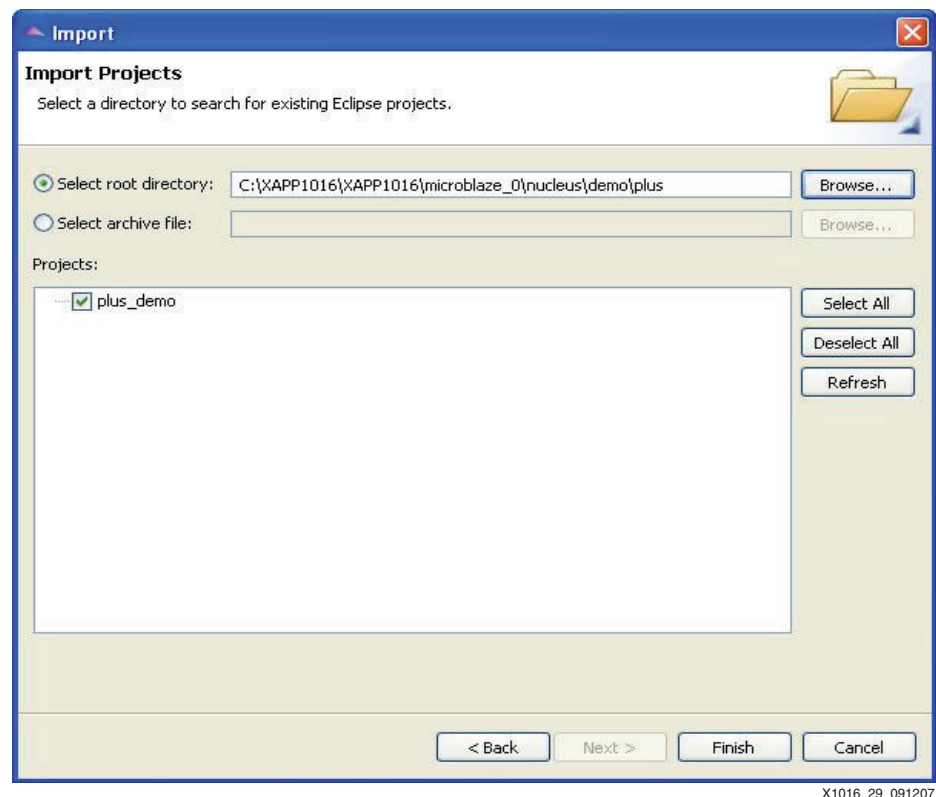 Import
Import Projects
Select a directory to search for existing Eclipse projects.
Select root directory: C:\XAPP1016\XAPP1016\microblaze_0\nucleus\demo\plus Browse...
Select archive file: Browse...
Projects:
plus_demo
Select All
Deselect All
Refresh
< Back Next > Finish Cancel
X1016_29_091207